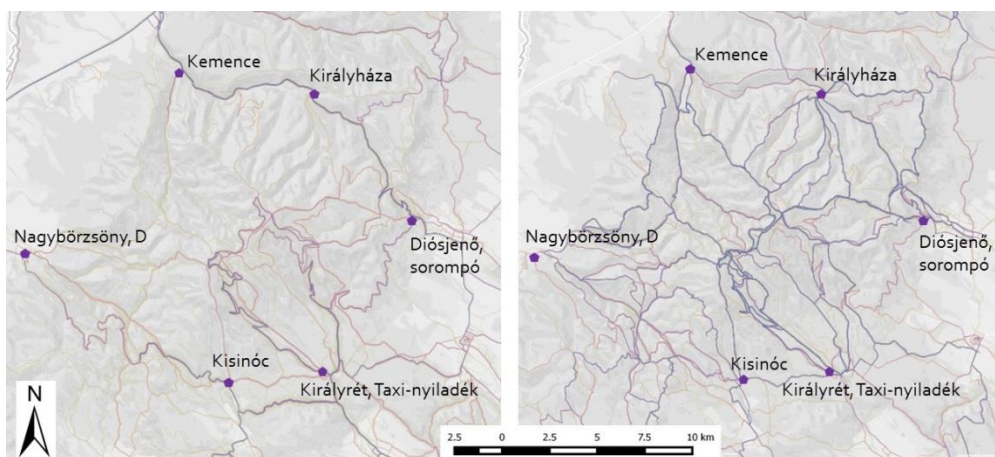 Kemence
Királyháza
Nagybörzsöny, D
Diósjenő,
sorompó
Kisinóc
Királyrét, Taxi-nyiladék
N
Kemence
Királyháza
Nagybörzsöny, D
Diósjenő,
sorompó
Kisinóc
Királyrét, Taxi-nyiladék
2.5 0 2.5 5 7.5 10 km